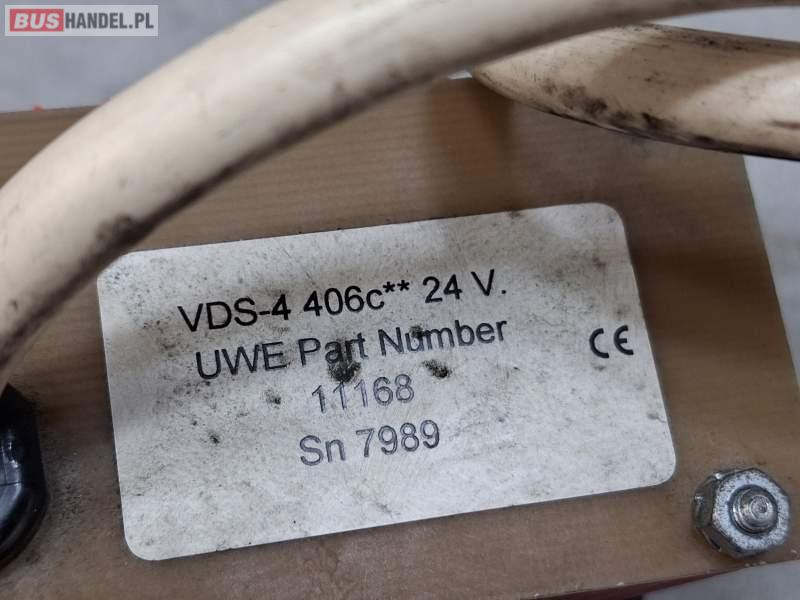 BUSHANDEL.PL
VDS-4 406c** 24 V.
UWE Part Number
11168
Sn 7989
CE